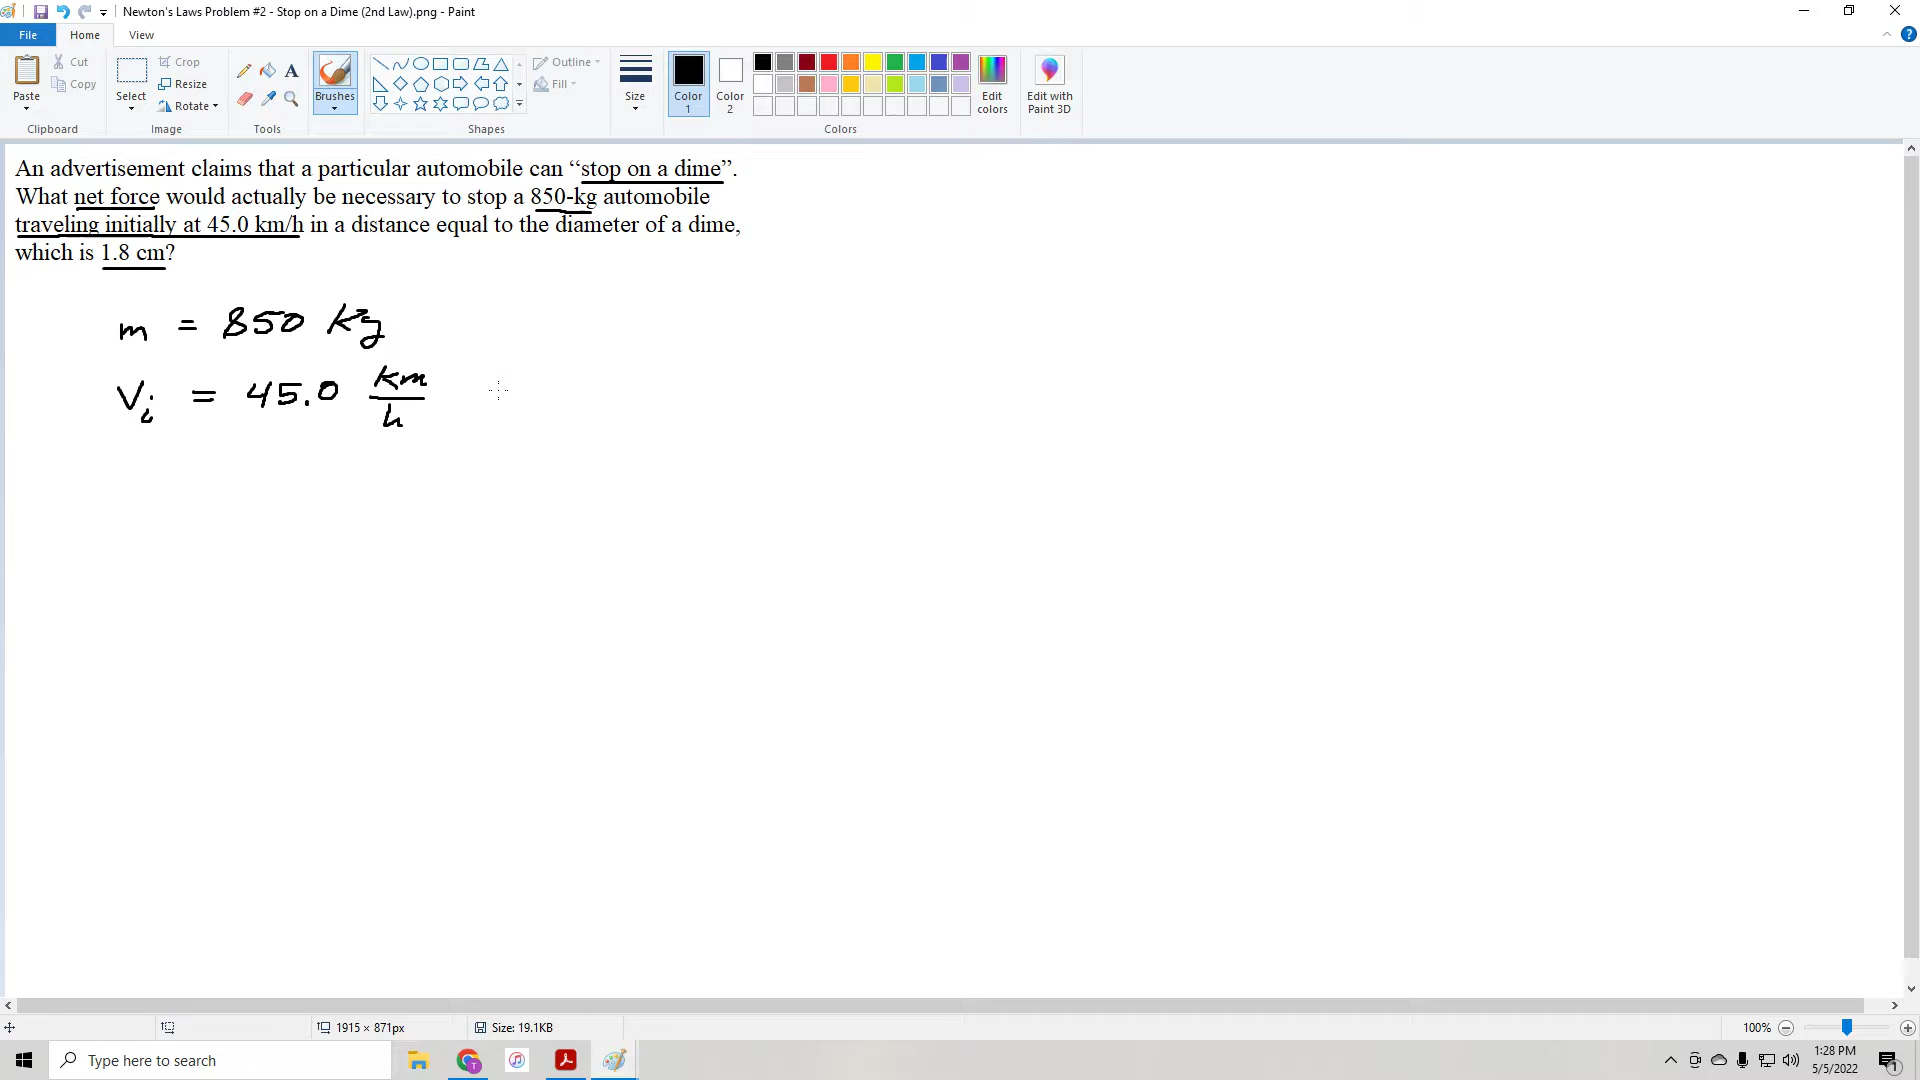 Newton's Laws Problem #2 - Stop on a Dime (2nd Law).png - Paint
File Home View
Paste Cut Copy Clipboard
Select Crop Resize Rotate Image
Tools
Brushes
Outline Fill Shapes
Size
Color 1 Color 2 Edit colors Colors
Edit with Paint 3D
An advertisement claims that a particular automobile can “stop on a dime”.
What net force would actually be necessary to stop a 850-kg automobile
traveling initially at 45.0 km/h in a distance equal to the diameter of a dime,
which is 1.8 cm?
m = 850 kg
Vi = 45.0 km/h
1915 × 871px Size: 19.1KB 100%
Type here to search 1:28 PM
5/5/2022